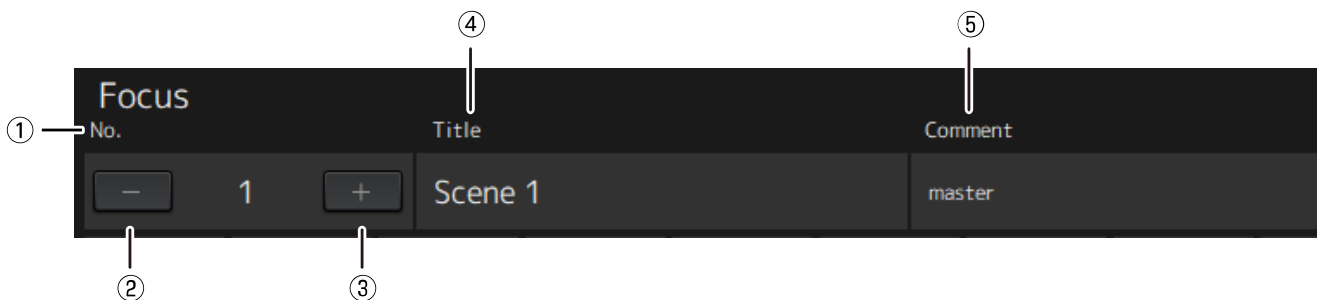 ④ ⑤
Focus
① No. Title Comment
− 1 + Scene 1 master
② ③